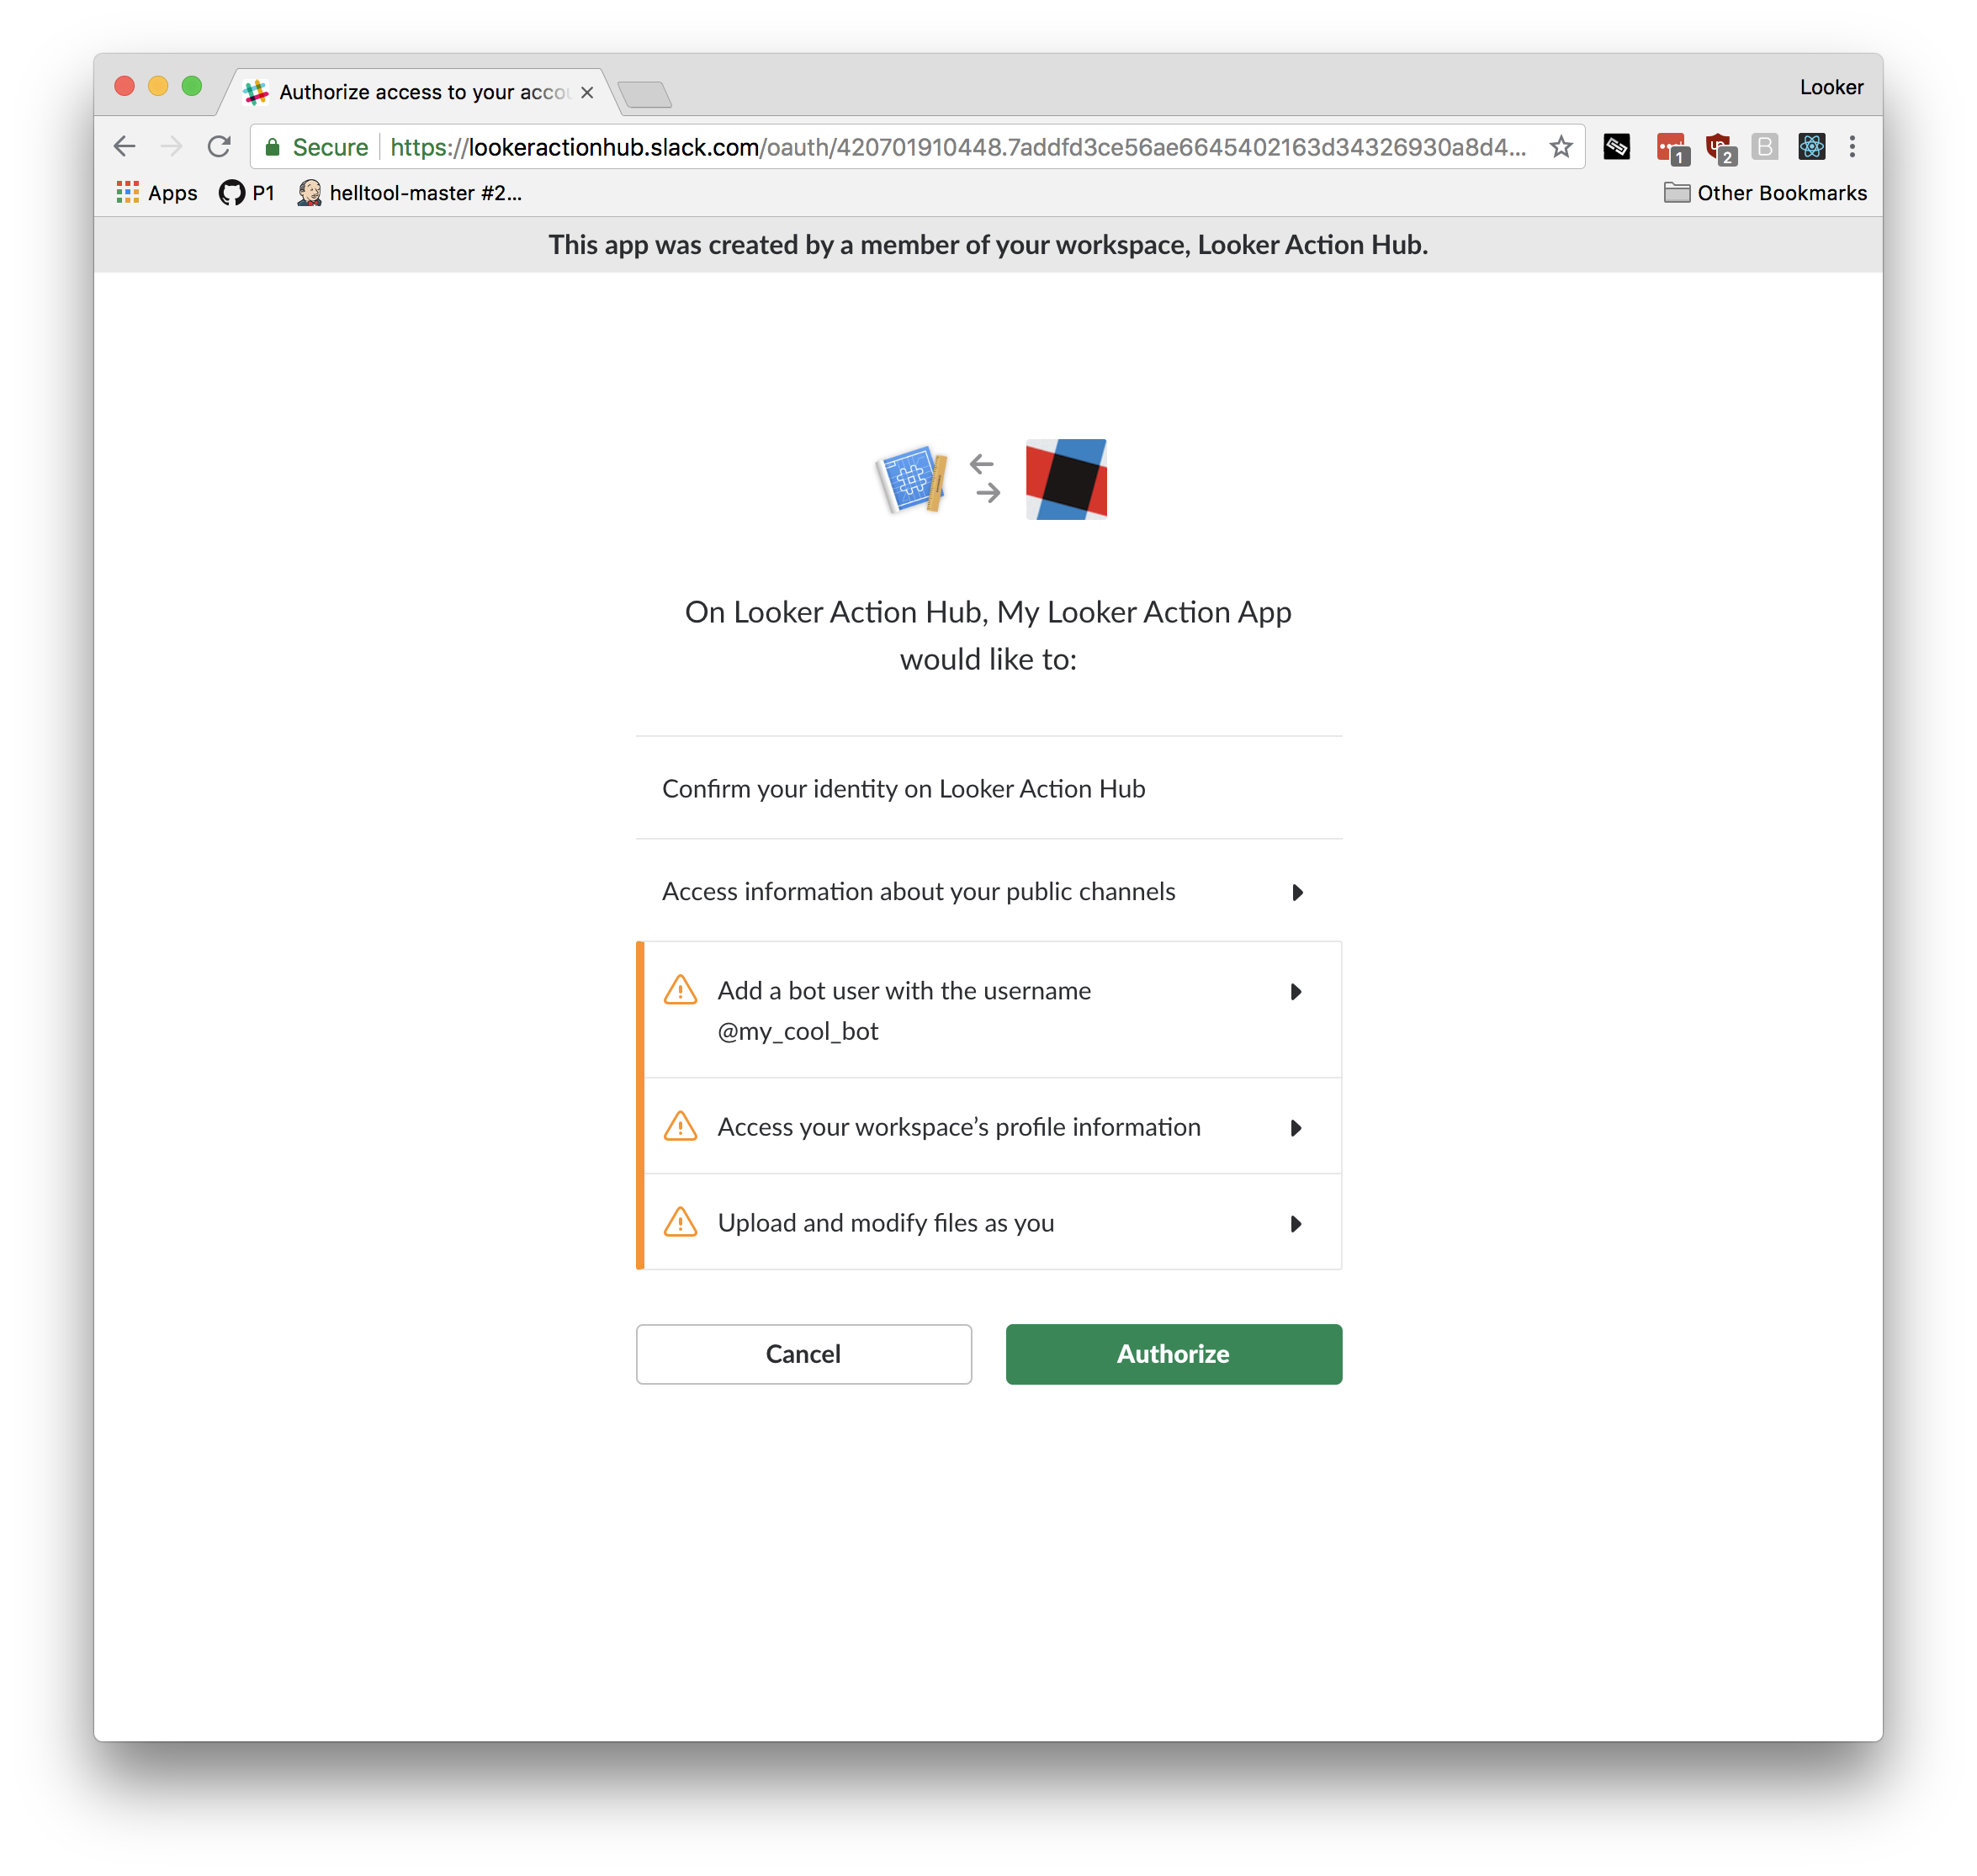 Authorize access to your accou
Looker
Secure https://lookeractionhub.slack.com/oauth/420701910448.7addfd3ce56ae6645402163d34326930a8d4...
1
2
B
Apps P1 helltool-master #2... Other Bookmarks
This app was created by a member of your workspace, Looker Action Hub.
On Looker Action Hub, My Looker Action App
would like to:
Confirm your identity on Looker Action Hub
Access information about your public channels
Add a bot user with the username
@my_cool_bot
Access your workspace’s profile information
Upload and modify files as you
Cancel Authorize